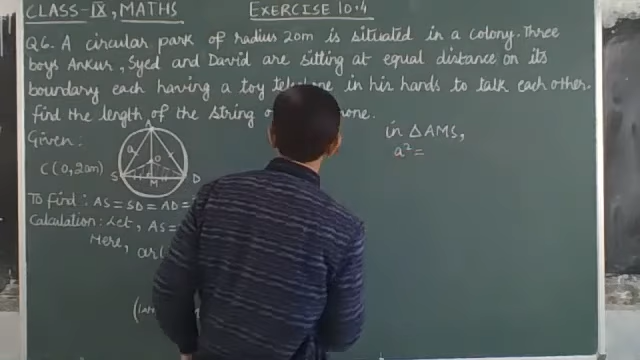 CLASS-IX, MATHS
EXERCISE 10.4
Q6. A circular park of radius 20m is situated in a colony. Three
boys Ankur, Syed and David are sitting at equal distance on its
boundary each having a toy telephone in his hands to talk each other.
find the length of the string o phone.
Given:
C(0, 20m)
A
a
O
S
M
D
To find: AS = SD = AD =
Calculation: Let, AS =
Here, ar(
in △AMS,
a² =